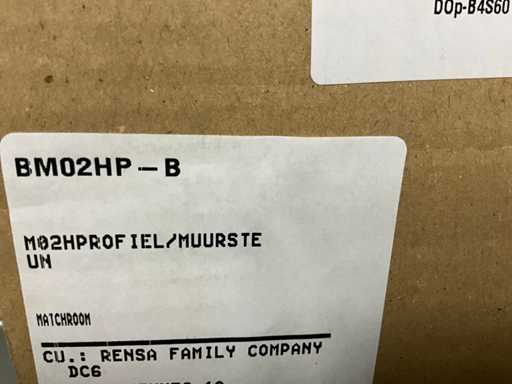 DOp-B4S60
BM02HP - B
M02HPROFIEL/MUURSTE
UN
MATCHROOM
CU.: RENSA FAMILY COMPANY
DC6